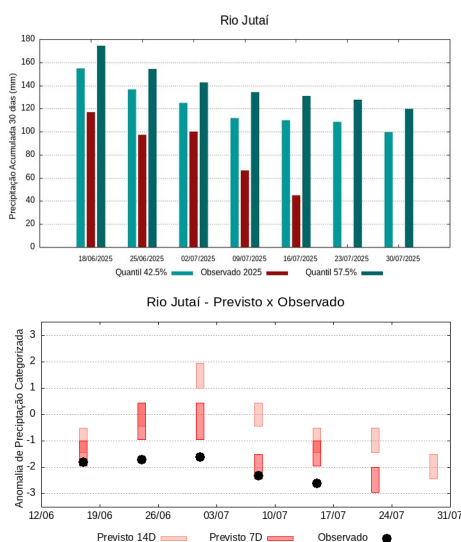 Rio Jutaí
Precipitação Acumulada 30 dias (mm)
180
160
140
120
100
80
60
40
20
0
18/06/2025 25/06/2025 02/07/2025 09/07/2025 16/07/2025 23/07/2025 30/07/2025
Quantil 42.5% Observado 2025 Quantil 57.5%
Rio Jutaí - Previsto x Observado
Anomalia de Preciptação Categorizada
3
2
1
0
-1
-2
-3
12/06 19/06 26/06 03/07 10/07 17/07 24/07 31/07
Previsto 14D Previsto 7D Observado